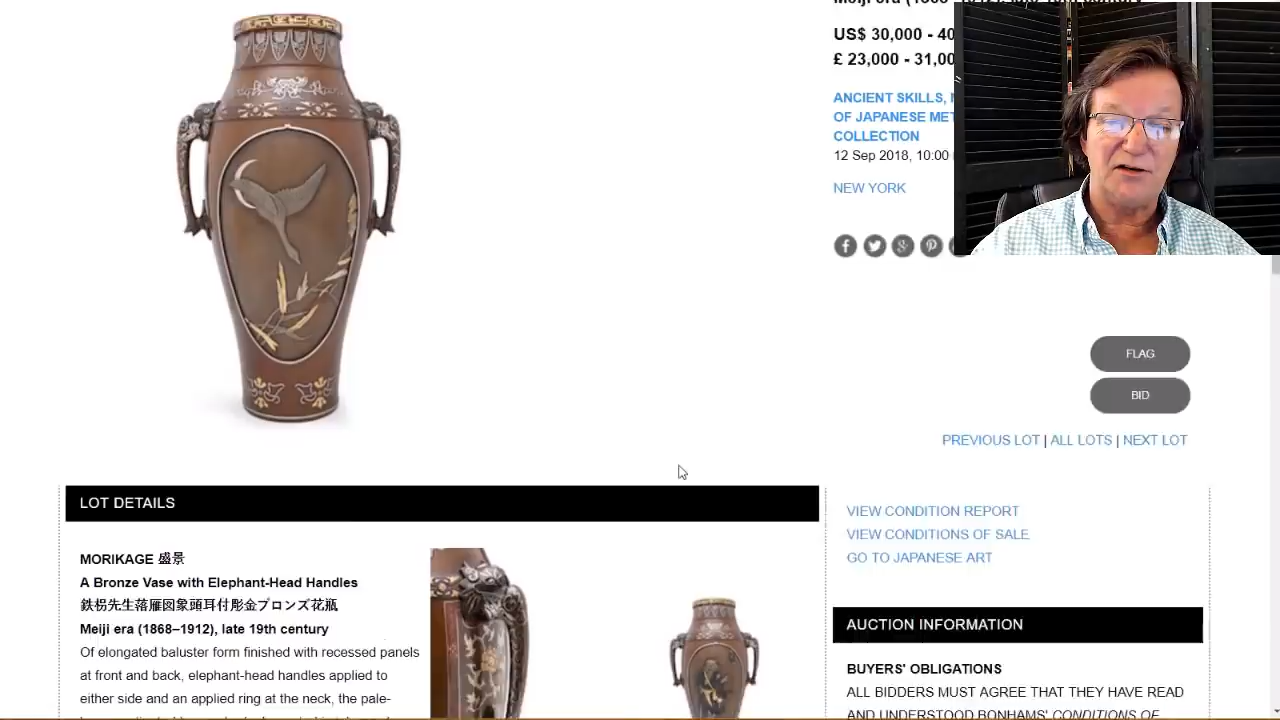 US$ 30,000 - 40
£ 23,000 - 31,00
ANCIENT SKILLS,
OF JAPANESE MET
COLLECTION
12 Sep 2018, 10:00
NEW YORK
FLAG
BID
PREVIOUS LOT | ALL LOTS | NEXT LOT
LOT DETAILS
VIEW CONDITION REPORT
VIEW CONDITIONS OF SALE
GO TO JAPANESE ART
MORIKAGE 盛景
A Bronze Vase with Elephant-Head Handles
鉄拐先生落雁図象頭耳付彫金ブロンズ花瓶
Meiji era (1868–1912), late 19th century
Of elongated baluster form finished with recessed panels
at front and back, elephant-head handles applied to
either side and an applied ring at the neck, the pale-
AUCTION INFORMATION
BUYERS' OBLIGATIONS
ALL BIDDERS MUST AGREE THAT THEY HAVE READ
AND UNDERSTOOD BONHAMS' CONDITIONS OF